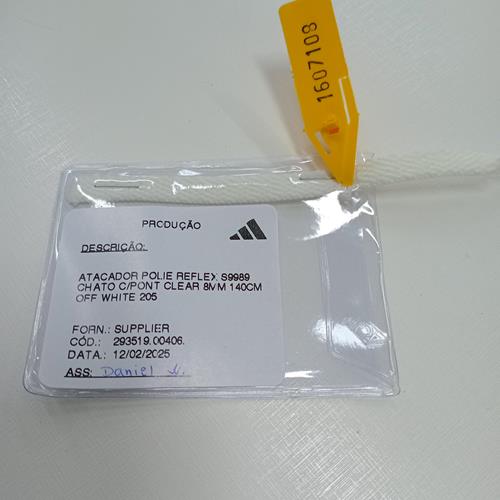 1607108
PRODUÇÃO
DESCRIÇÃO:
ATACADOR POLIE REFLEX S9989
CHATO C/PONT CLEAR 8MM 140CM
OFF WHITE 205
FORN.: SUPPLIER
CÓD.: 293519.00406.
DATA.: 12/02/2025
ASS: Daniel N.